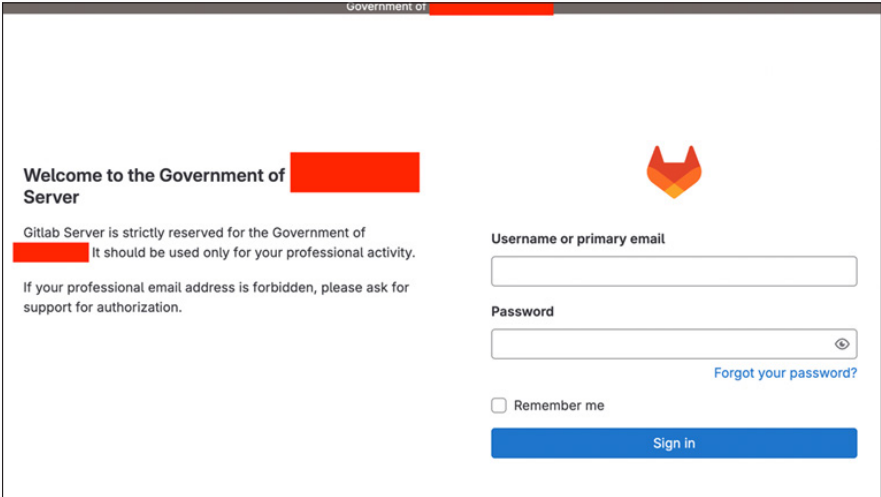 Government of
Welcome to the Government of
Server
Gitlab Server is strictly reserved for the Government of
It should be used only for your professional activity.
If your professional email address is forbidden, please ask for
support for authorization.
Username or primary email
Password
Forgot your password?
Remember me
Sign in